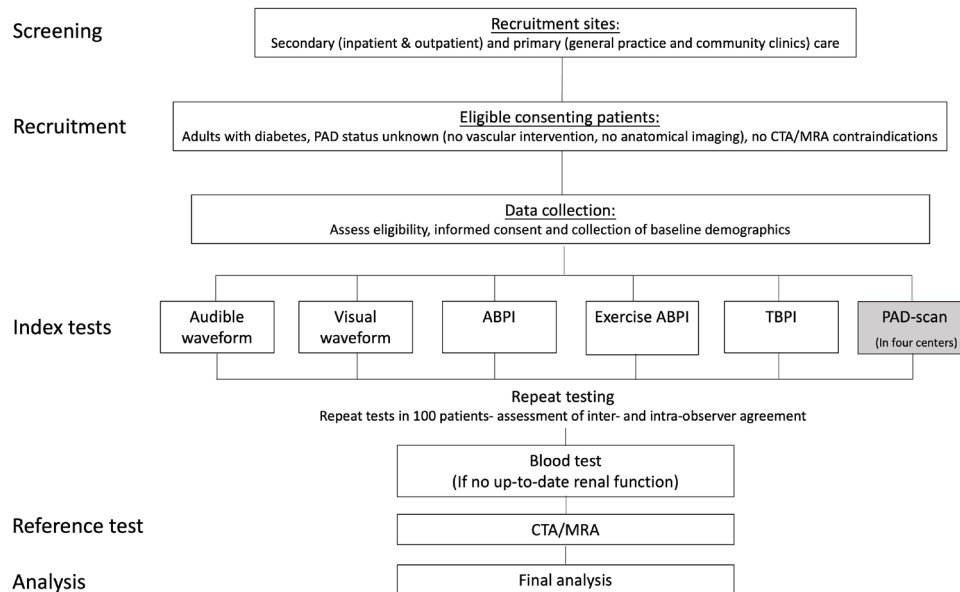 Screening
Recruitment sites:
Secondary (inpatient & outpatient) and primary (general practice and community clinics) care
Recruitment
Eligible consenting patients:
Adults with diabetes, PAD status unknown (no vascular intervention, no anatomical imaging), no CTA/MRA contraindications
Data collection:
Assess eligibility, informed consent and collection of baseline demographics
Index tests
Audible
waveform
Visual
waveform
ABPI
Exercise ABPI
TBPI
PAD-scan
(In four centers)
Repeat testing
Repeat tests in 100 patients- assessment of inter- and intra-observer agreement
Blood test
(If no up-to-date renal function)
Reference test
CTA/MRA
Analysis
Final analysis